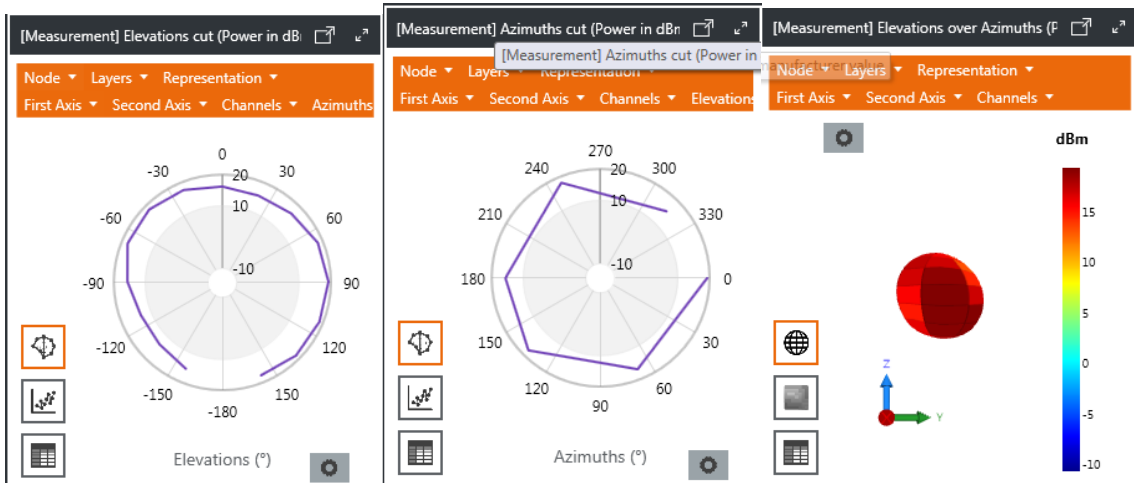 [Measurement] Elevations cut (Power in dBi
Node Layers Representation
First Axis Second Axis Channels Azimuths
0
-30 30
20
10
-60 60
-10
-90 90
-120 120
-150 150
-180
Elevations (°)
[Measurement] Azimuths cut (Power in dBn
[Measurement] Azimuths cut (Power in
Node Layers Representation
First Axis Second Axis Channels Elevations
270
240 300
20
10
210 330
-10
180 0
150 30
120 60
90
Azimuths (°)
[Measurement] Elevations over Azimuths (P
manufacturer value
Node Layers Representation
First Axis Second Axis Channels
dBm
15
10
5
0
-5
-10
Z
Y